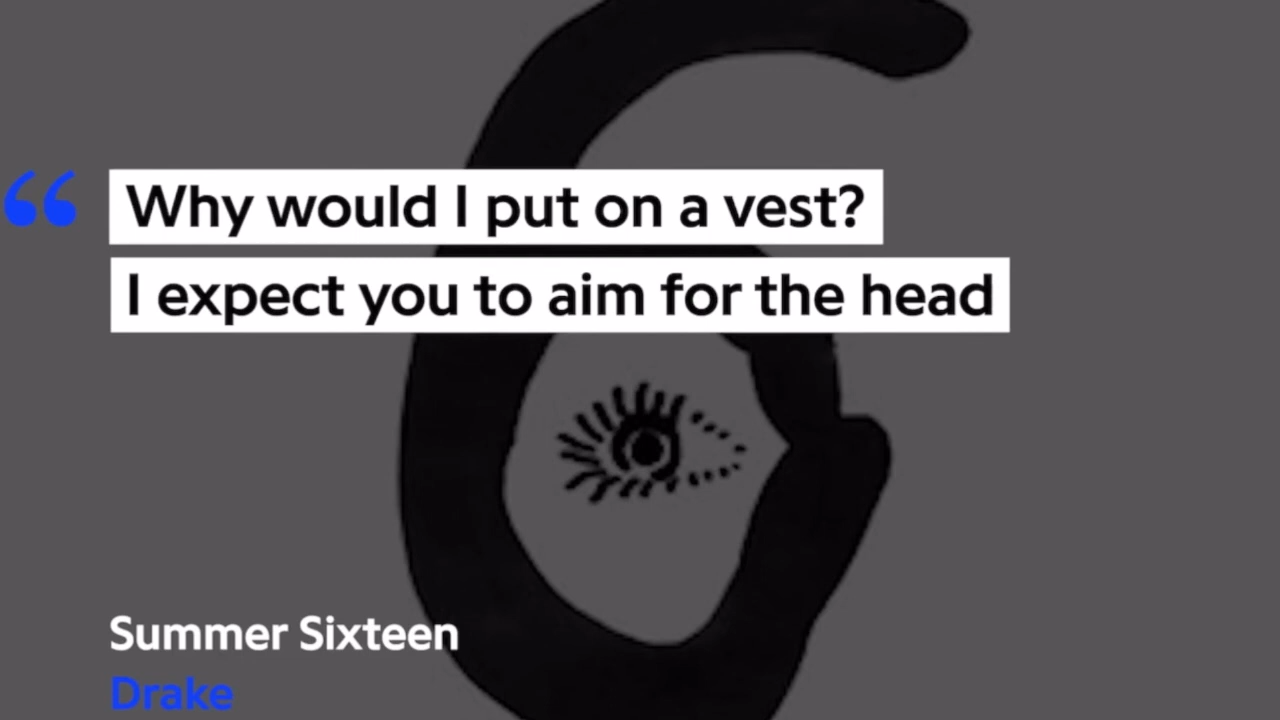 “
Why would I put on a vest?
I expect you to aim for the head
Summer Sixteen
Drake